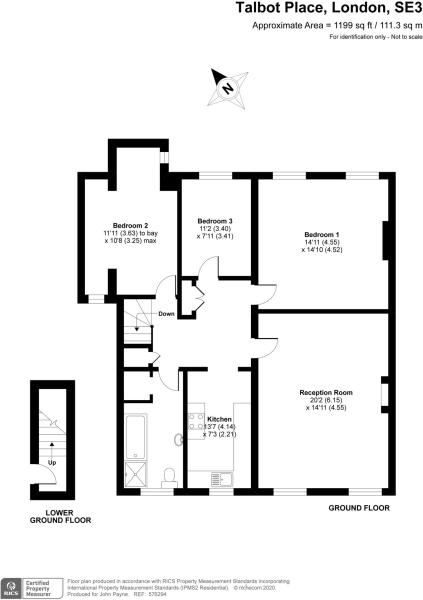 Talbot Place, London, SE3
Approximate Area = 1199 sq ft / 111.3 sq m
For identification only - Not to scale
N
Bedroom 2
11'11 (3.63) to bay
x 10'8 (3.25) max
Bedroom 3
11'2 (3.40)
x 7'11 (3.41)
Bedroom 1
14'11 (4.55)
x 14'10 (4.52)
Down
Reception Room
20'2 (6.15)
x 14'11 (4.55)
Kitchen
13'7 (4.14)
x 7'3 (2.21)
Up
LOWER
GROUND FLOOR
GROUND FLOOR
RICS
Certified
Property
Measurer
Floor plan produced in accordance with RICS Property Measurement Standards incorporating
International Property Measurement Standards (IPMS2 Residential). © nichecom 2020.
Produced for John Payne. REF: 576294